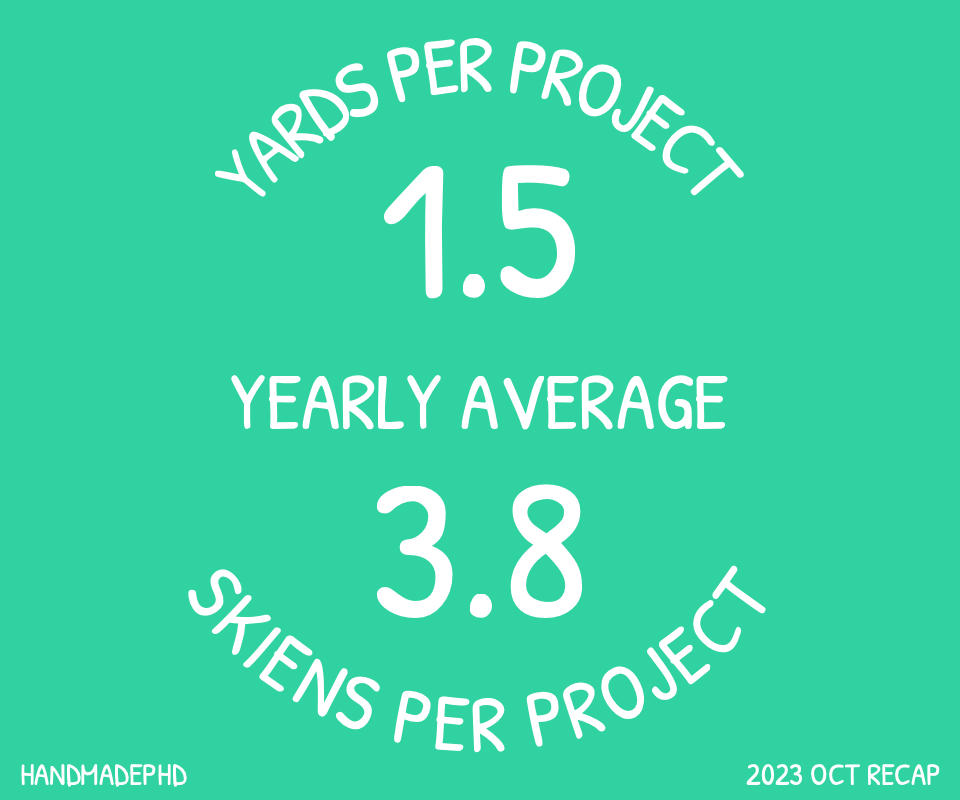 YARDS PER PROJECT
1.5
YEARLY AVERAGE
3.8
SKIENS PER PROJECT
HANDMADEPHD
2023 OCT RECAP